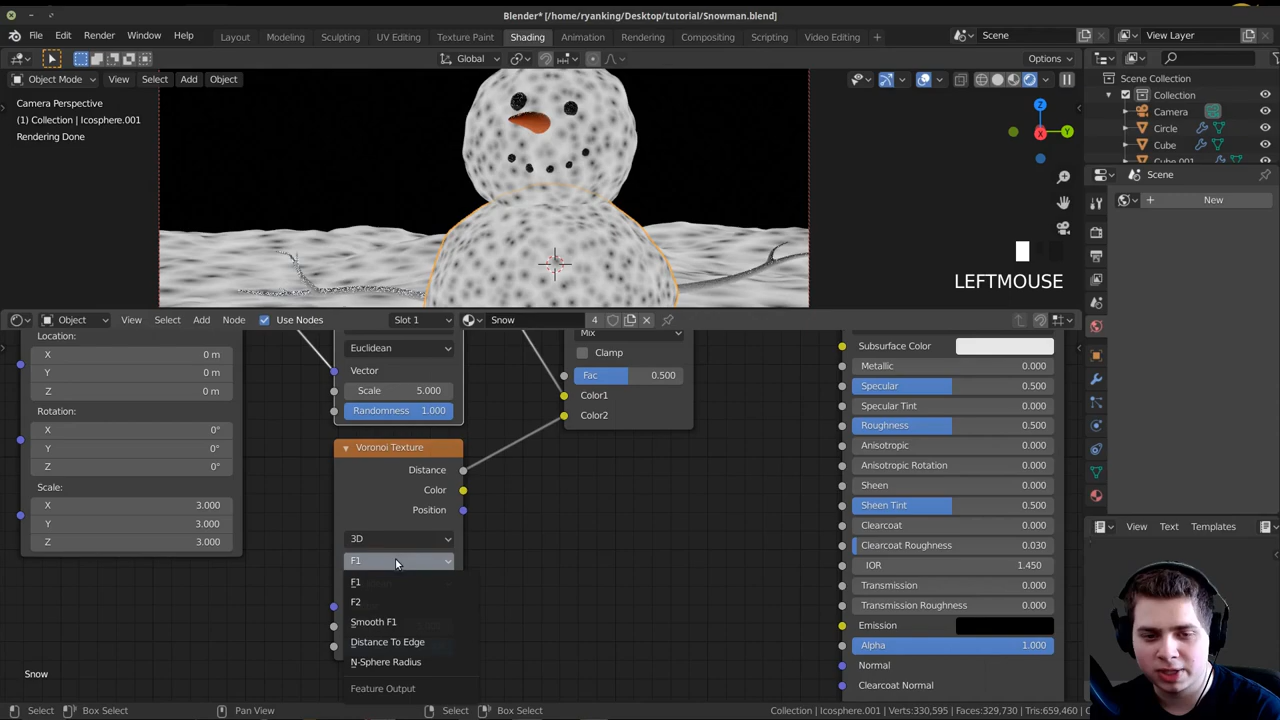 Blender* [/home/ryanking/Desktop/tutorial/Snowman.blend]
File Edit Render Window Help Layout Modeling Sculpting UV Editing Texture Paint Shading Animation Rendering Compositing Scripting Video Editing + Scene View Layer
Global Options
Object Mode View Select Add Object
Camera Perspective
(1) Collection | Icosphere.001
Rendering Done
Z
Y
X
Scene Collection
Collection
Camera
Circle
Cube
Cube.001
Scene
+ New
LEFTMOUSE
Object View Select Add Node Use Nodes Slot 1 Snow 4
Location:
X 0 m
Y 0 m
Z 0 m
Rotation:
X 0°
Y 0°
Z 0°
Scale:
X 3.000
Y 3.000
Z 3.000
Euclidean
Vector
Scale 5.000
Randomness 1.000
Voronoi Texture
Distance
Color
Position
3D
F1
F1
F2
Smooth F1
Distance To Edge
N-Sphere Radius
Feature Output
Mix
Clamp
Fac 0.500
Color1
Color2
Subsurface Color
Metallic 0.000
Specular 0.500
Specular Tint 0.000
Roughness 0.500
Anisotropic 0.000
Anisotropic Rotation 0.000
Sheen 0.000
Sheen Tint 0.500
Clearcoat 0.000
Clearcoat Roughness 0.030
IOR 1.450
Transmission 0.000
Transmission Roughness 0.000
Emission
Alpha 1.000
Normal
Clearcoat Normal
View Text Templates
Snow
Select Box Select Pan View Select Box Select Collection | Icosphere.001 | Verts:330,595 | Faces:329,730 | Tris:659,460 |